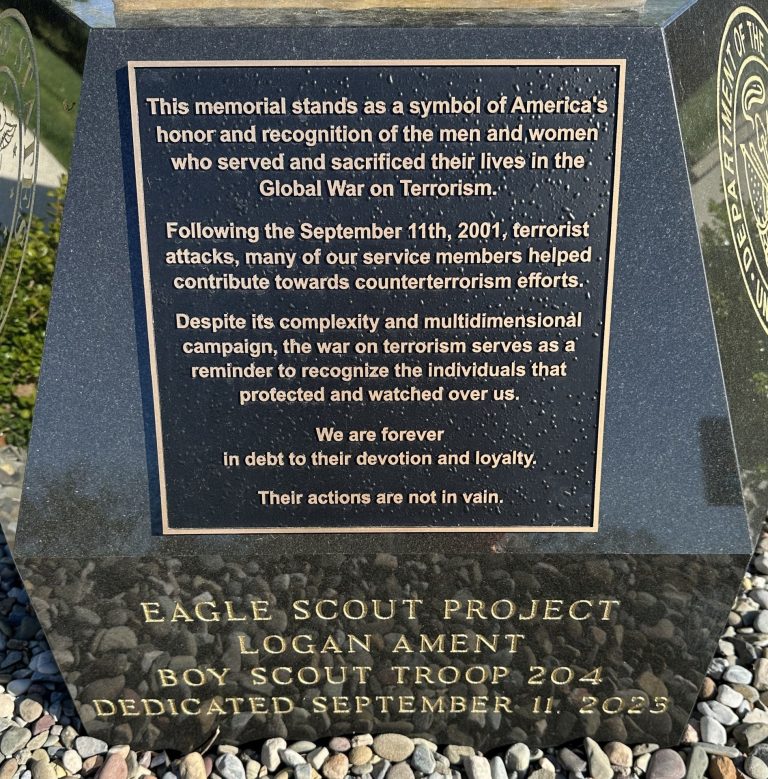 This memorial stands as a symbol of America's
honor and recognition of the men and women
who served and sacrificed their lives in the
Global War on Terrorism.
Following the September 11th, 2001, terrorist
attacks, many of our service members helped
contribute towards counterterrorism efforts.
Despite its complexity and multidimensional
campaign, the war on terrorism serves as a
reminder to recognize the individuals that
protected and watched over us.
We are forever
in debt to their devotion and loyalty.
Their actions are not in vain.
EAGLE SCOUT PROJECT
LOGAN AMENT
BOY SCOUT TROOP 204
DEDICATED SEPTEMBER 11, 2023
DEPARTMENT OF THE